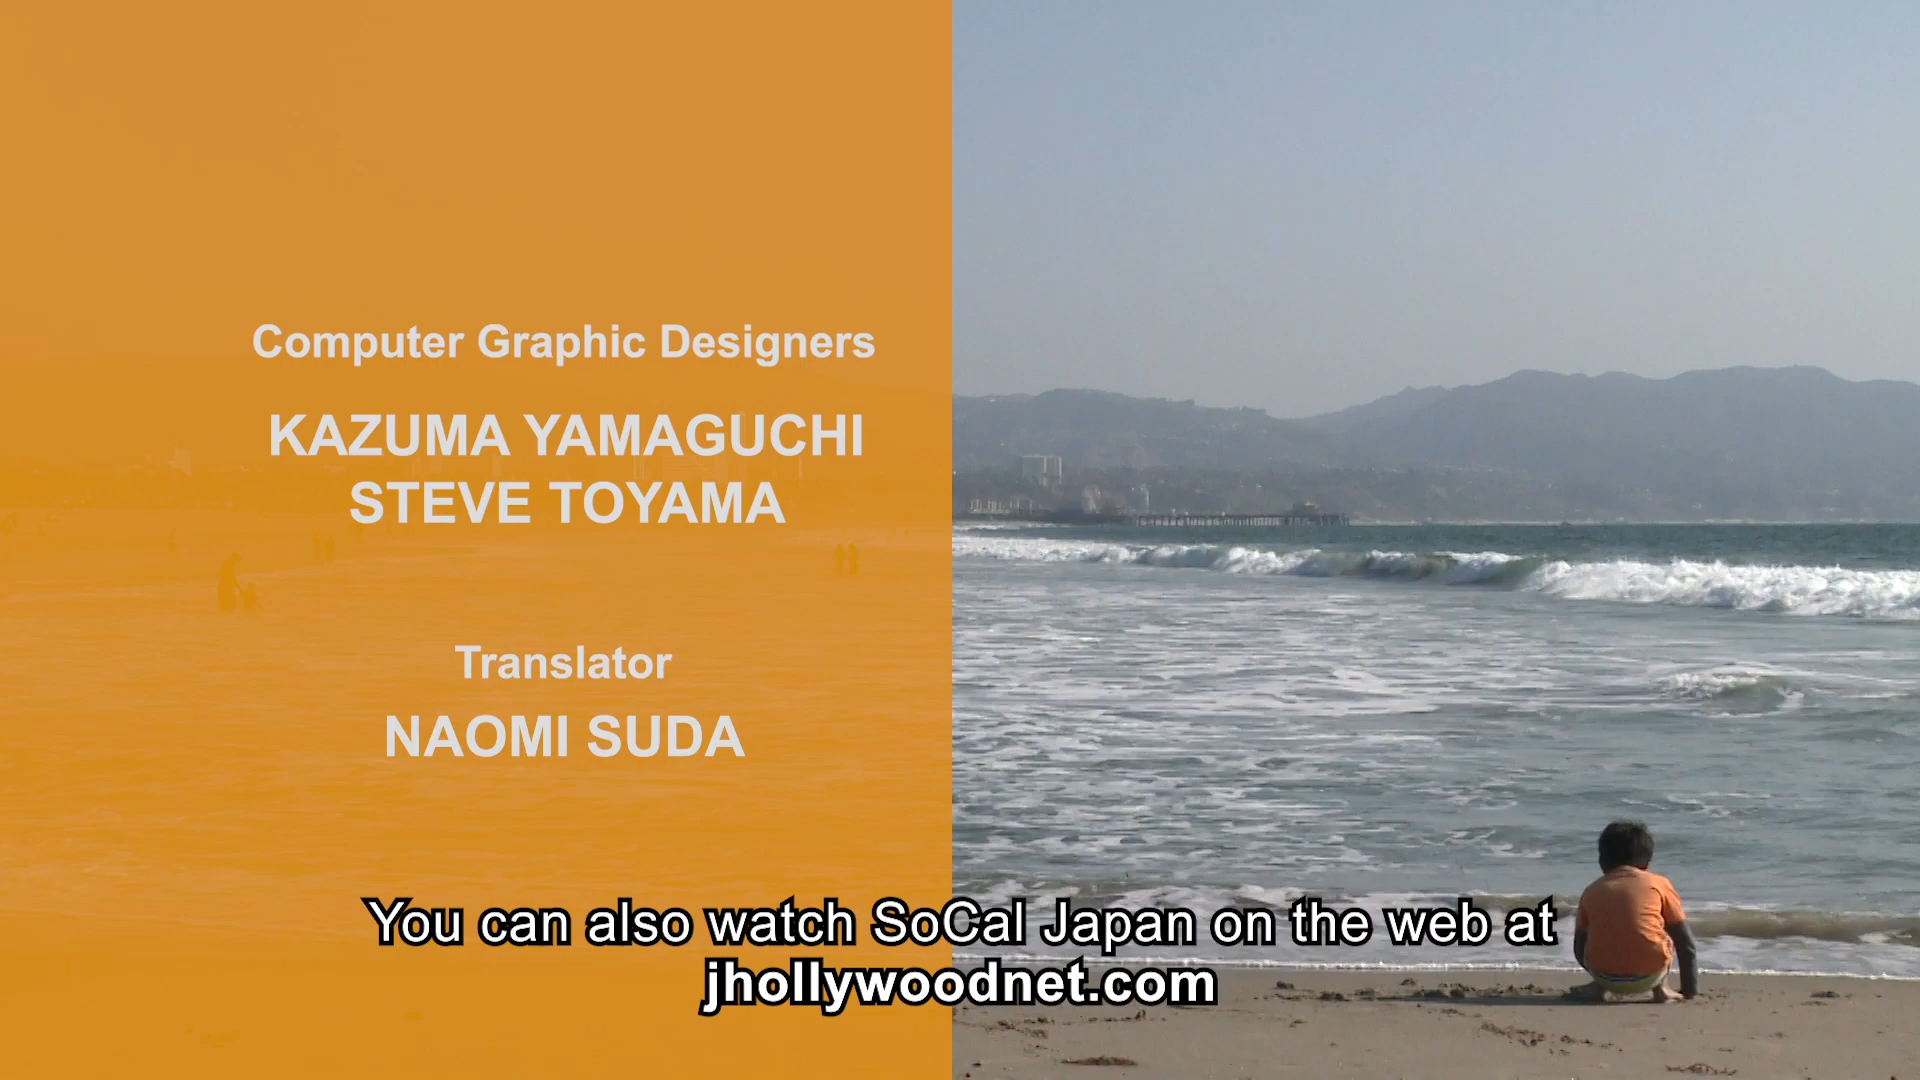 Computer Graphic Designers
KAZUMA YAMAGUCHI
STEVE TOYAMA
Translator
NAOMI SUDA
You can also watch SoCal Japan on the web at
jhollywoodnet.com